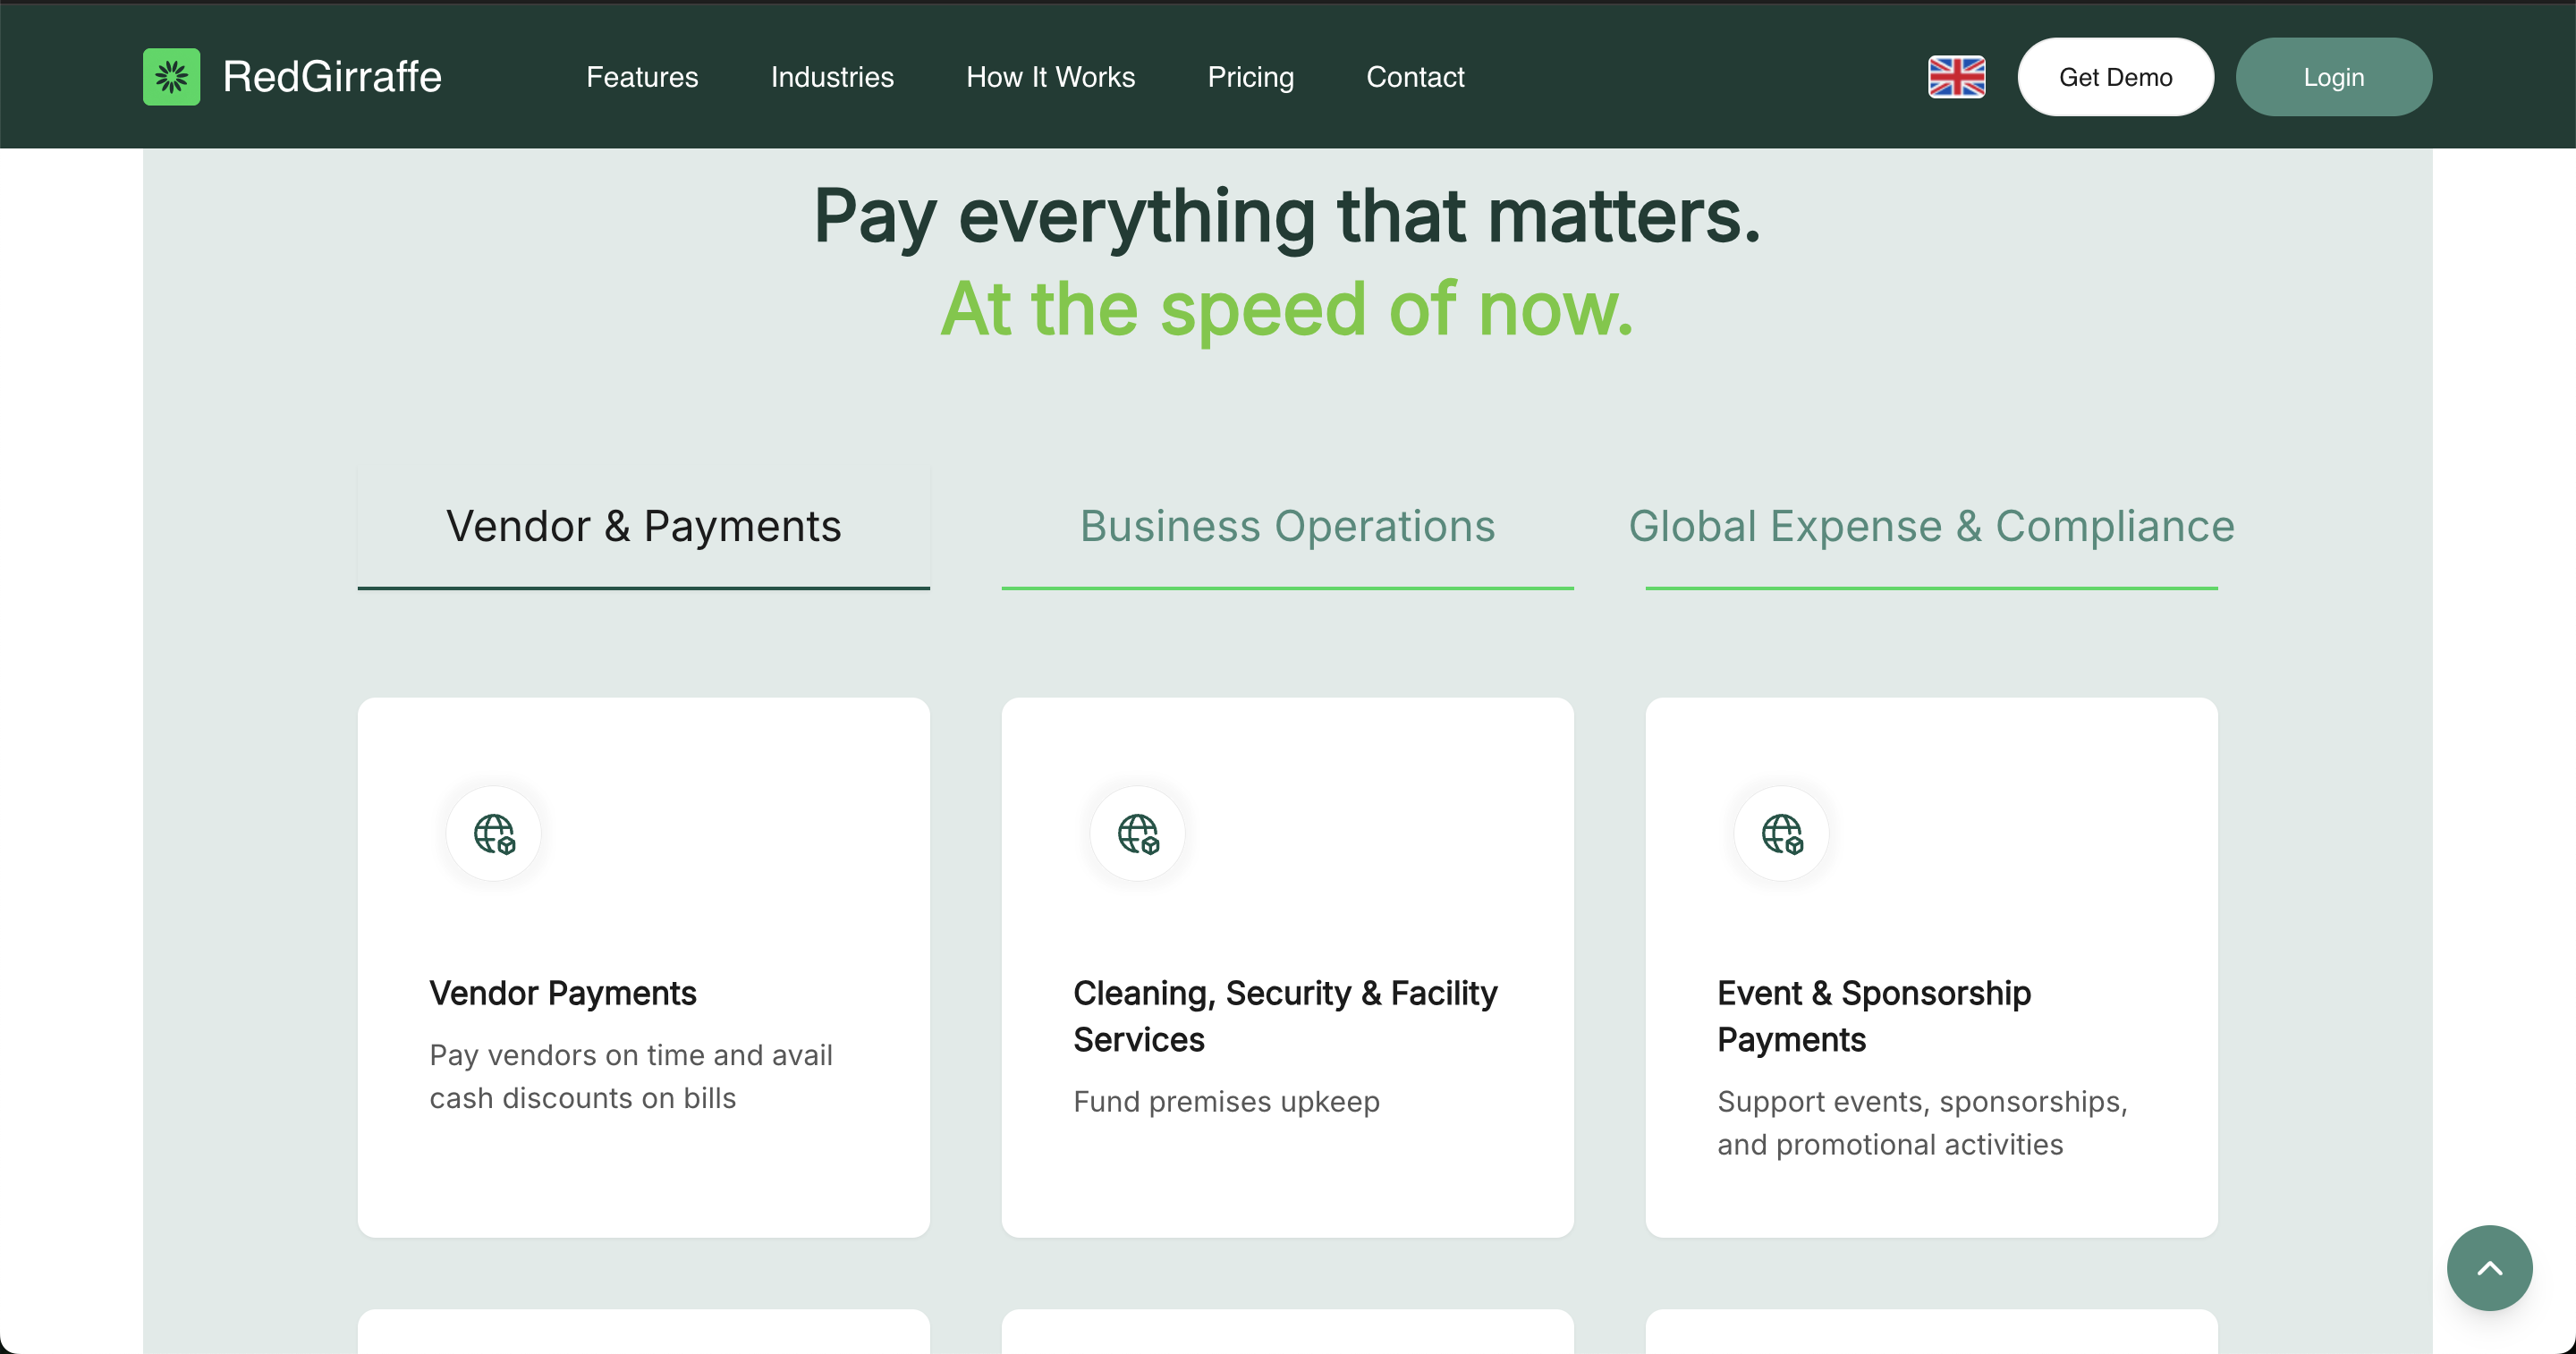 RedGirraffe
Features
Industries
How It Works
Pricing
Contact
Get Demo
Login
Pay everything that matters.
At the speed of now.
Vendor & Payments
Business Operations
Global Expense & Compliance
Vendor Payments
Pay vendors on time and avail
cash discounts on bills
Cleaning, Security & Facility
Services
Fund premises upkeep
Event & Sponsorship
Payments
Support events, sponsorships,
and promotional activities